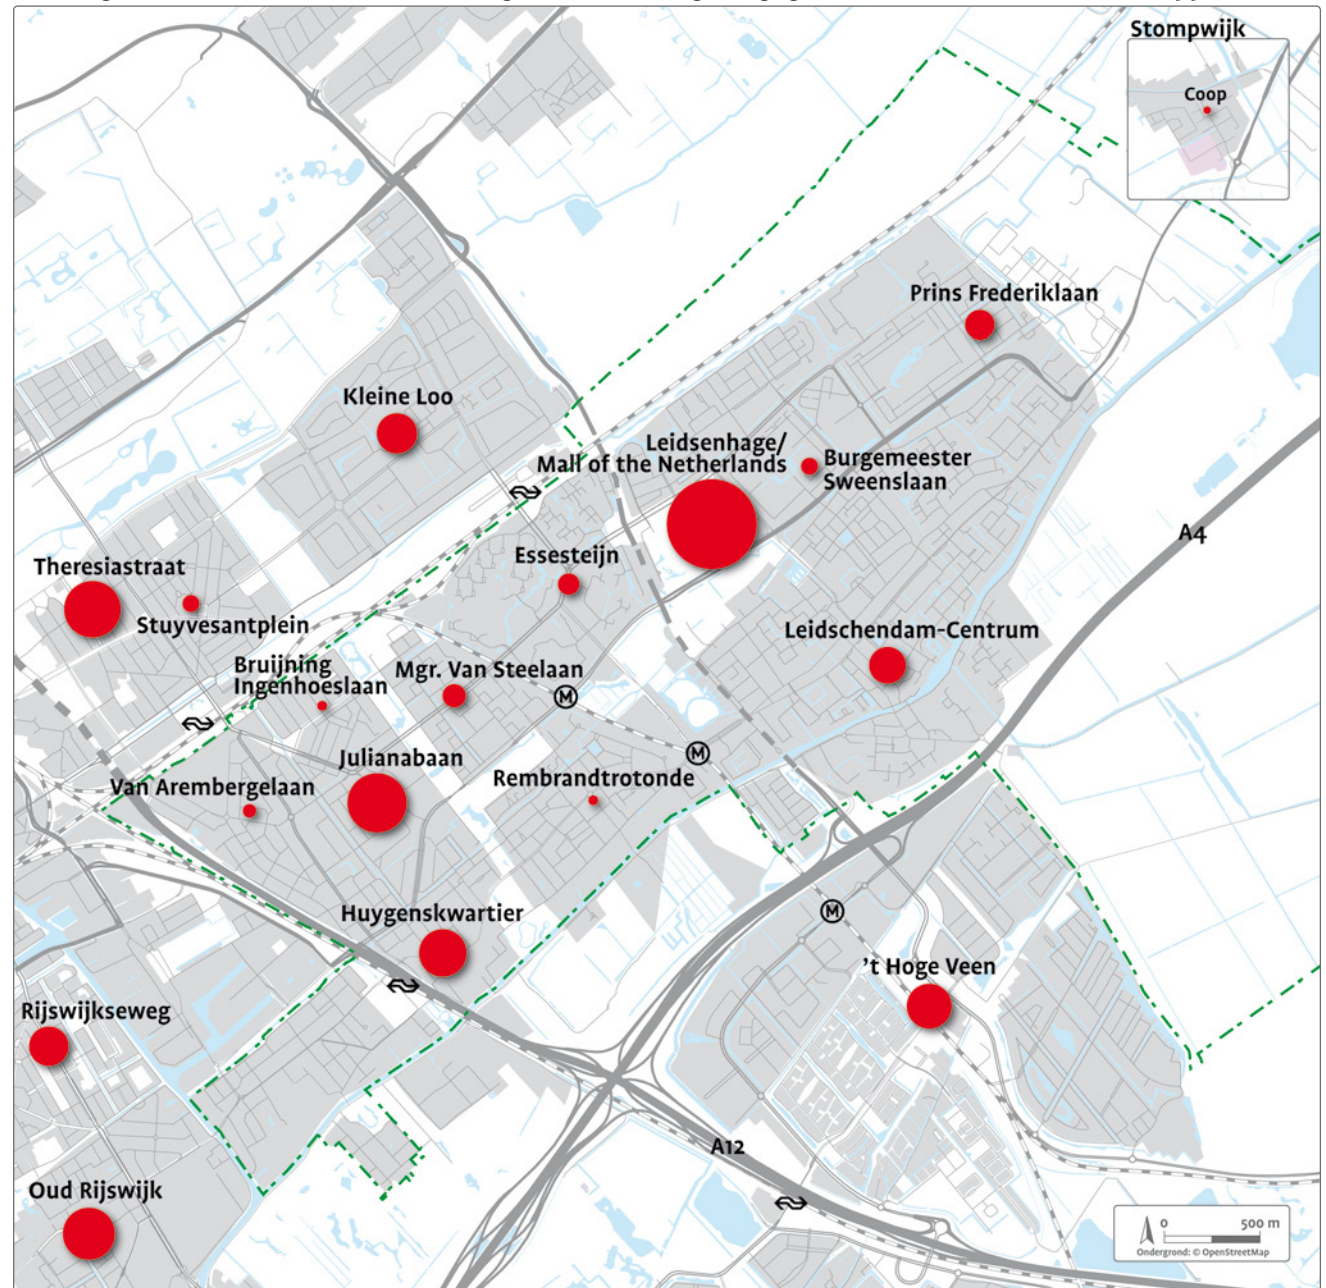 Stompwijk
Coop
Prins Frederiklaan
Kleine Loo
Leidsenhage/
Mall of the Netherlands
Burgemeester
Sweenslaan
A4
Essesteijn
Theresiastraat
Stuyvesantplein
Leidschendam-Centrum
Bruijning
Ingenhoeslaan
Mgr. Van Steelaan
M
M
Julianabaan
Rembrandtrotonde
Van Arembergelaan
Huygenskwartier
M
't Hoge Veen
Rijswijkseweg
A12
Oud Rijswijk
0 500 m
Ondergrond: © OpenStreetMap